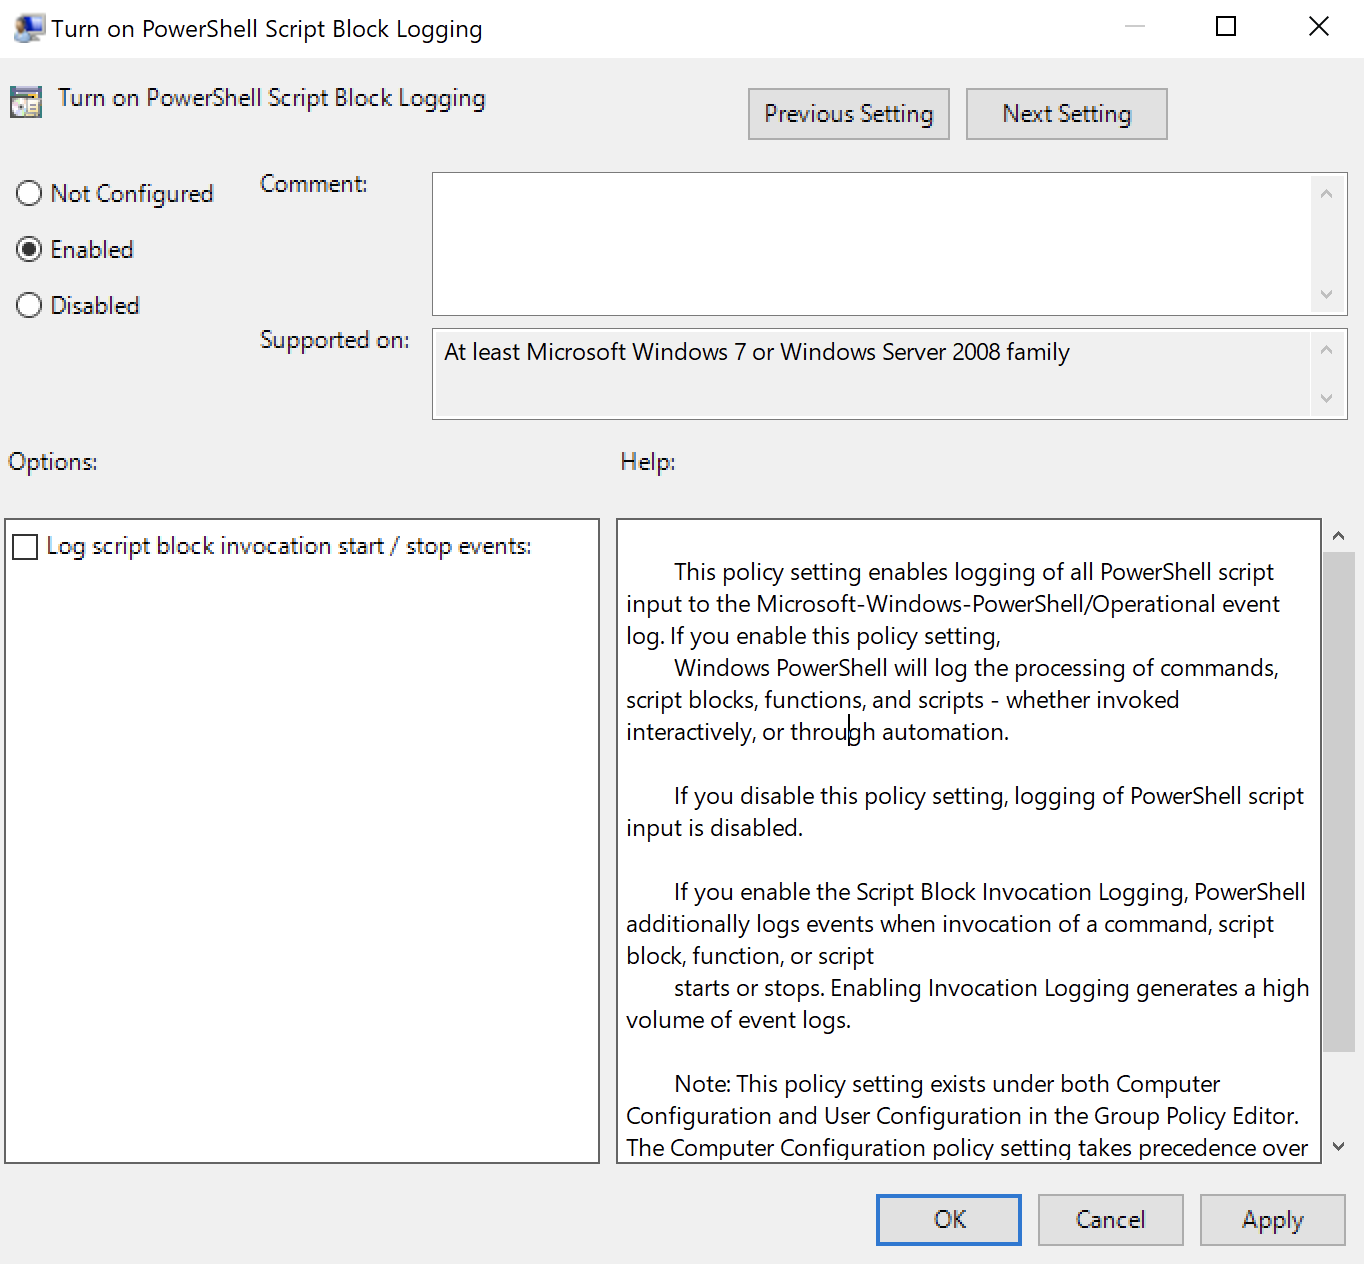 Turn on PowerShell Script Block Logging
Turn on PowerShell Script Block Logging
Previous Setting
Next Setting
Not Configured
Enabled
Disabled
Comment:
Supported on:
At least Microsoft Windows 7 or Windows Server 2008 family
Options:
Help:
Log script block invocation start / stop events:
This policy setting enables logging of all PowerShell script
input to the Microsoft-Windows-PowerShell/Operational event
log. If you enable this policy setting,
Windows PowerShell will log the processing of commands,
script blocks, functions, and scripts - whether invoked
interactively, or through automation.
If you disable this policy setting, logging of PowerShell script
input is disabled.
If you enable the Script Block Invocation Logging, PowerShell
additionally logs events when invocation of a command, script
block, function, or script
starts or stops. Enabling Invocation Logging generates a high
volume of event logs.
Note: This policy setting exists under both Computer
Configuration and User Configuration in the Group Policy Editor.
The Computer Configuration policy setting takes precedence over
OK
Cancel
Apply